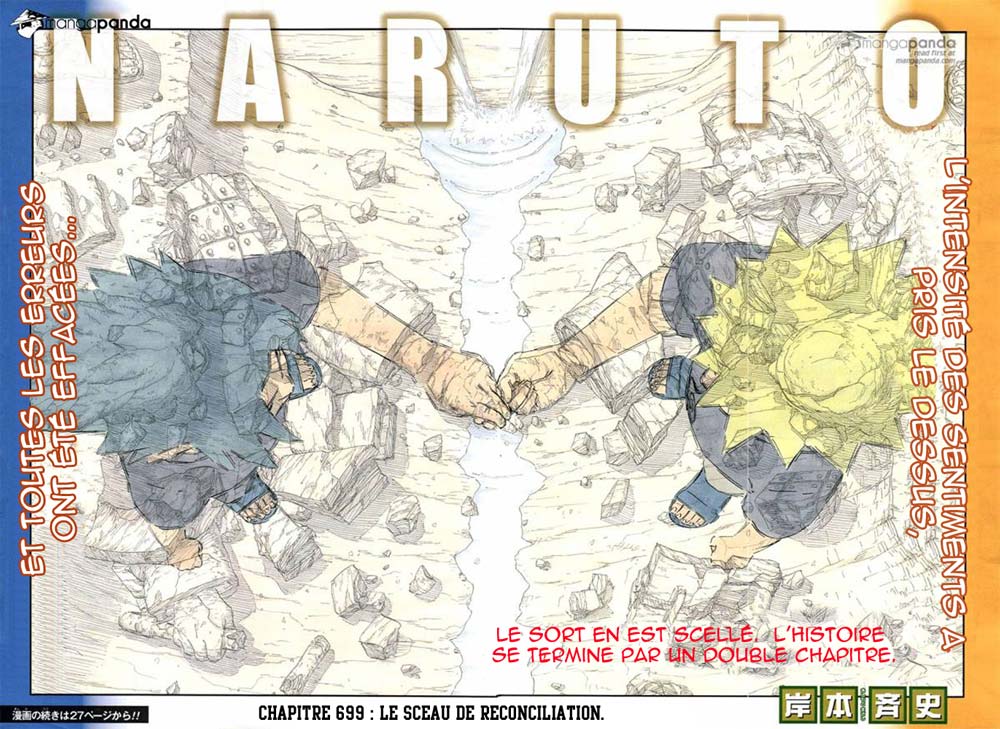 mangapanda
NARUTO
mangapanda
read first at
mangapanda.com
L'INTENSITÉ DES SENTIMENTS A
PRIS LE DESSUS,
ET TOUTES LES ERREURS
ONT ÉTÉ EFFACÉES...
LE SORT EN EST SCELLÉ. L'HISTOIRE
SE TERMINE PAR UN DOUBLE CHAPITRE.
漫画の続きは27ページから!!
CHAPITRE 699 : LE SCEAU DE RECONCILIATION.
岸本斉史